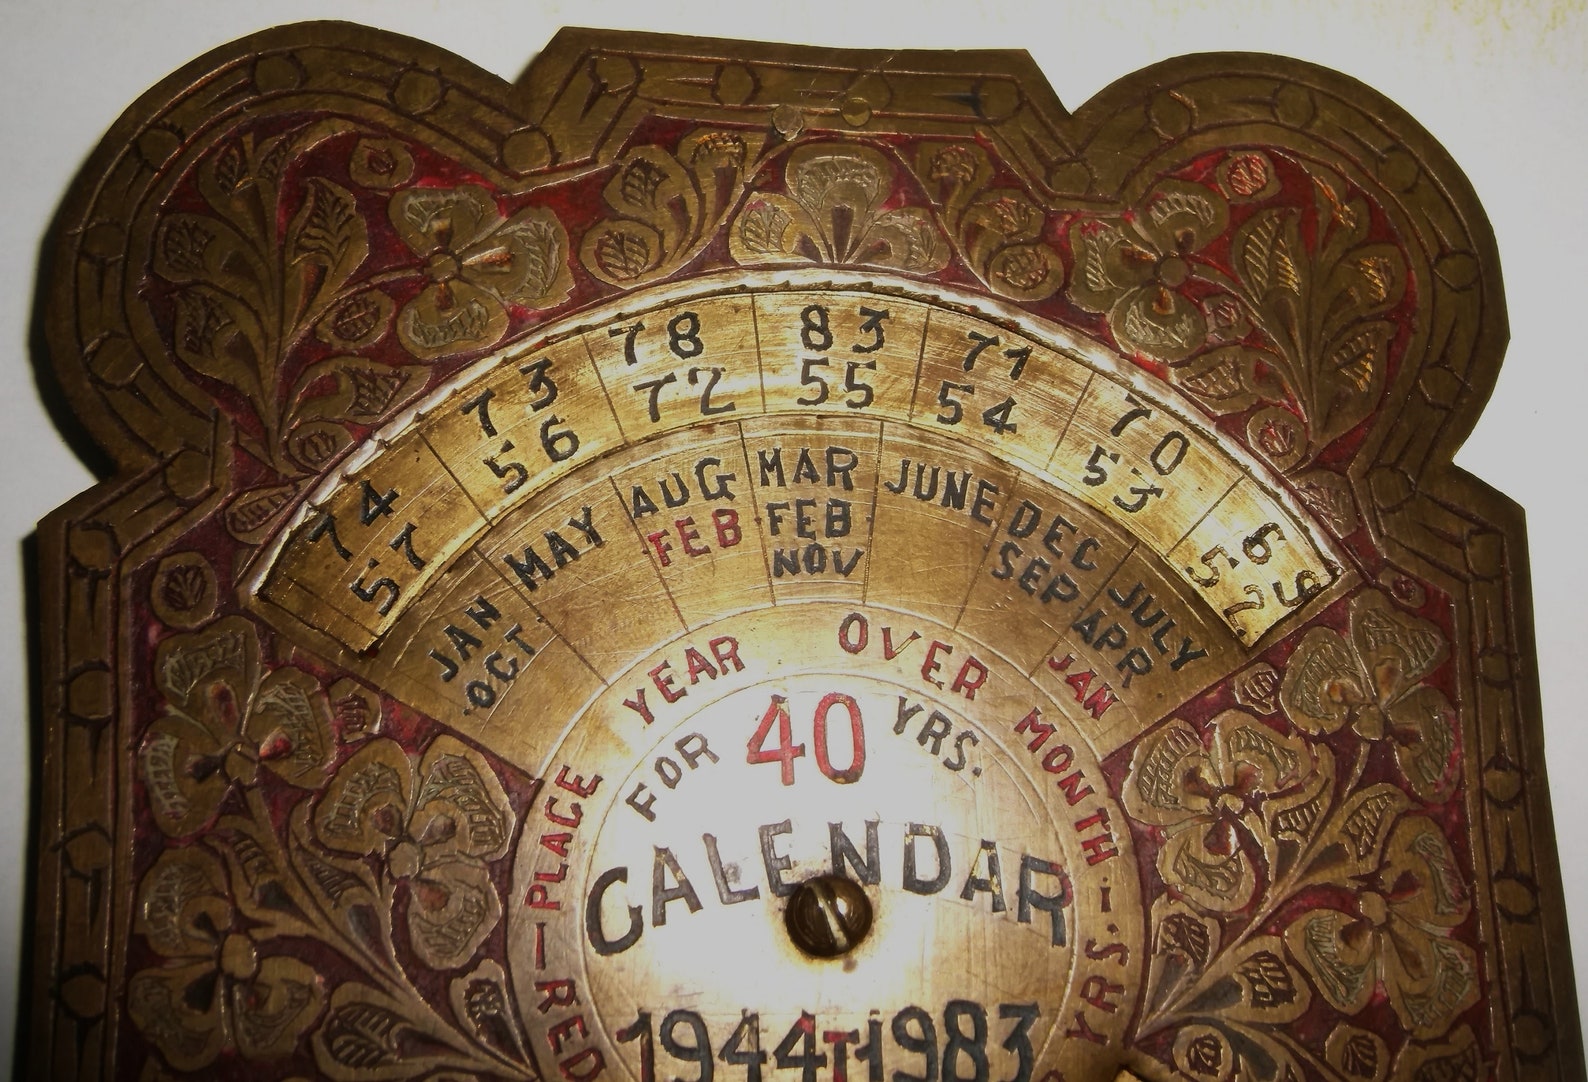 74 73 78 83 71 70 69
57 56 72 55 54 53 52
JAN MAY AUG MAR JUNE DEC JULY
OCT FEB FEB SEP APR
NOV JAN
RED — PLACE YEAR OVER MONTH — YRS.
FOR 40 YRS.
CALENDAR
1944 T 1983